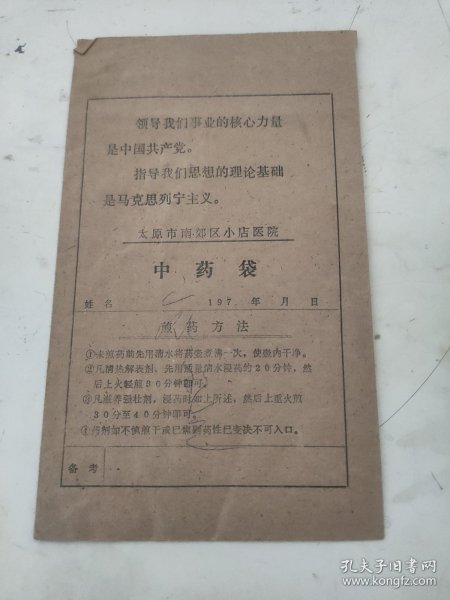 领导我们事业的核心力量
是中国共产党。
指导我们思想的理论基础
是马克思列宁主义。
太原市南郊区小店医院
中药袋
姓名 197 年 月 日
煎药方法
①未煎药前先用清水将药壶煮沸一次，使壶内干净。
②凡清热解表剂，先用适量清水浸药约20分钟，然
后上火轻煎30分钟即可。
③凡滋养强壮剂，浸药时如上所述，然后上重火煎
30分至40分钟即可。
④药剂如不慎煎干或已焦则药性已变决不可入口。
备考
孔夫子旧书网
www.kongfz.com